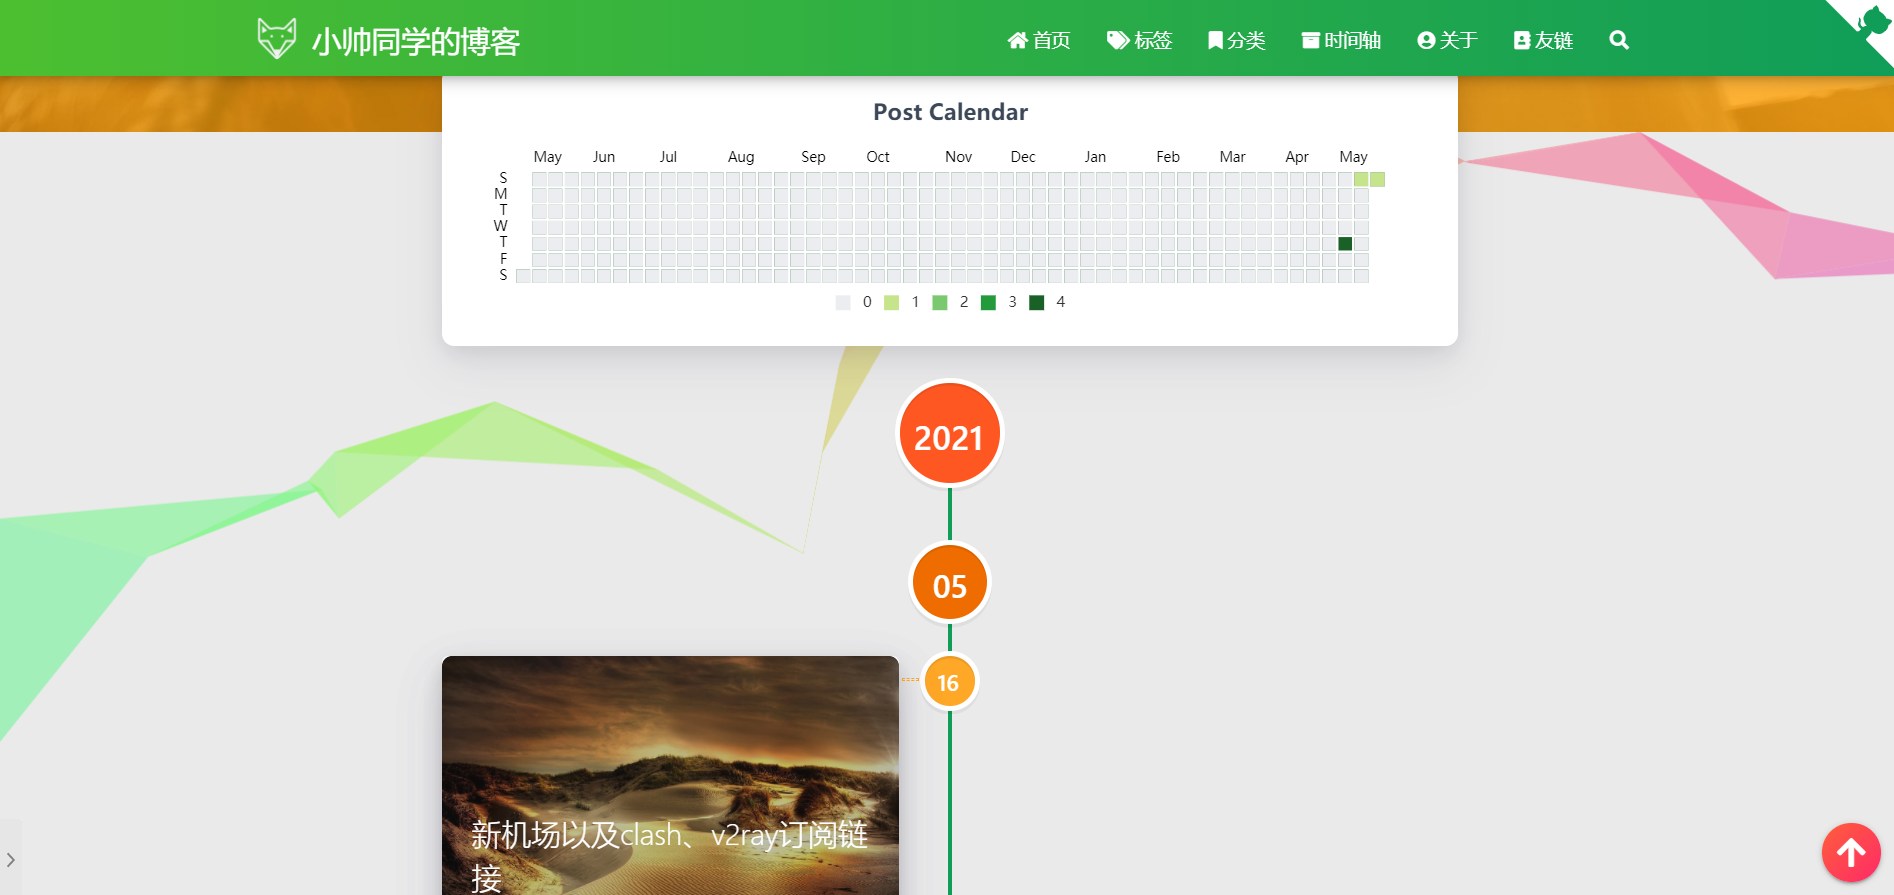 小帅同学的博客
首页 标签 分类 时间轴 关于 友链
Post Calendar
May Jun Jul Aug Sep Oct Nov Dec Jan Feb Mar Apr May
S
M
T
W
T
F
S
0 1 2 3 4
2021
05
16
新机场以及clash、v2ray订阅链
接